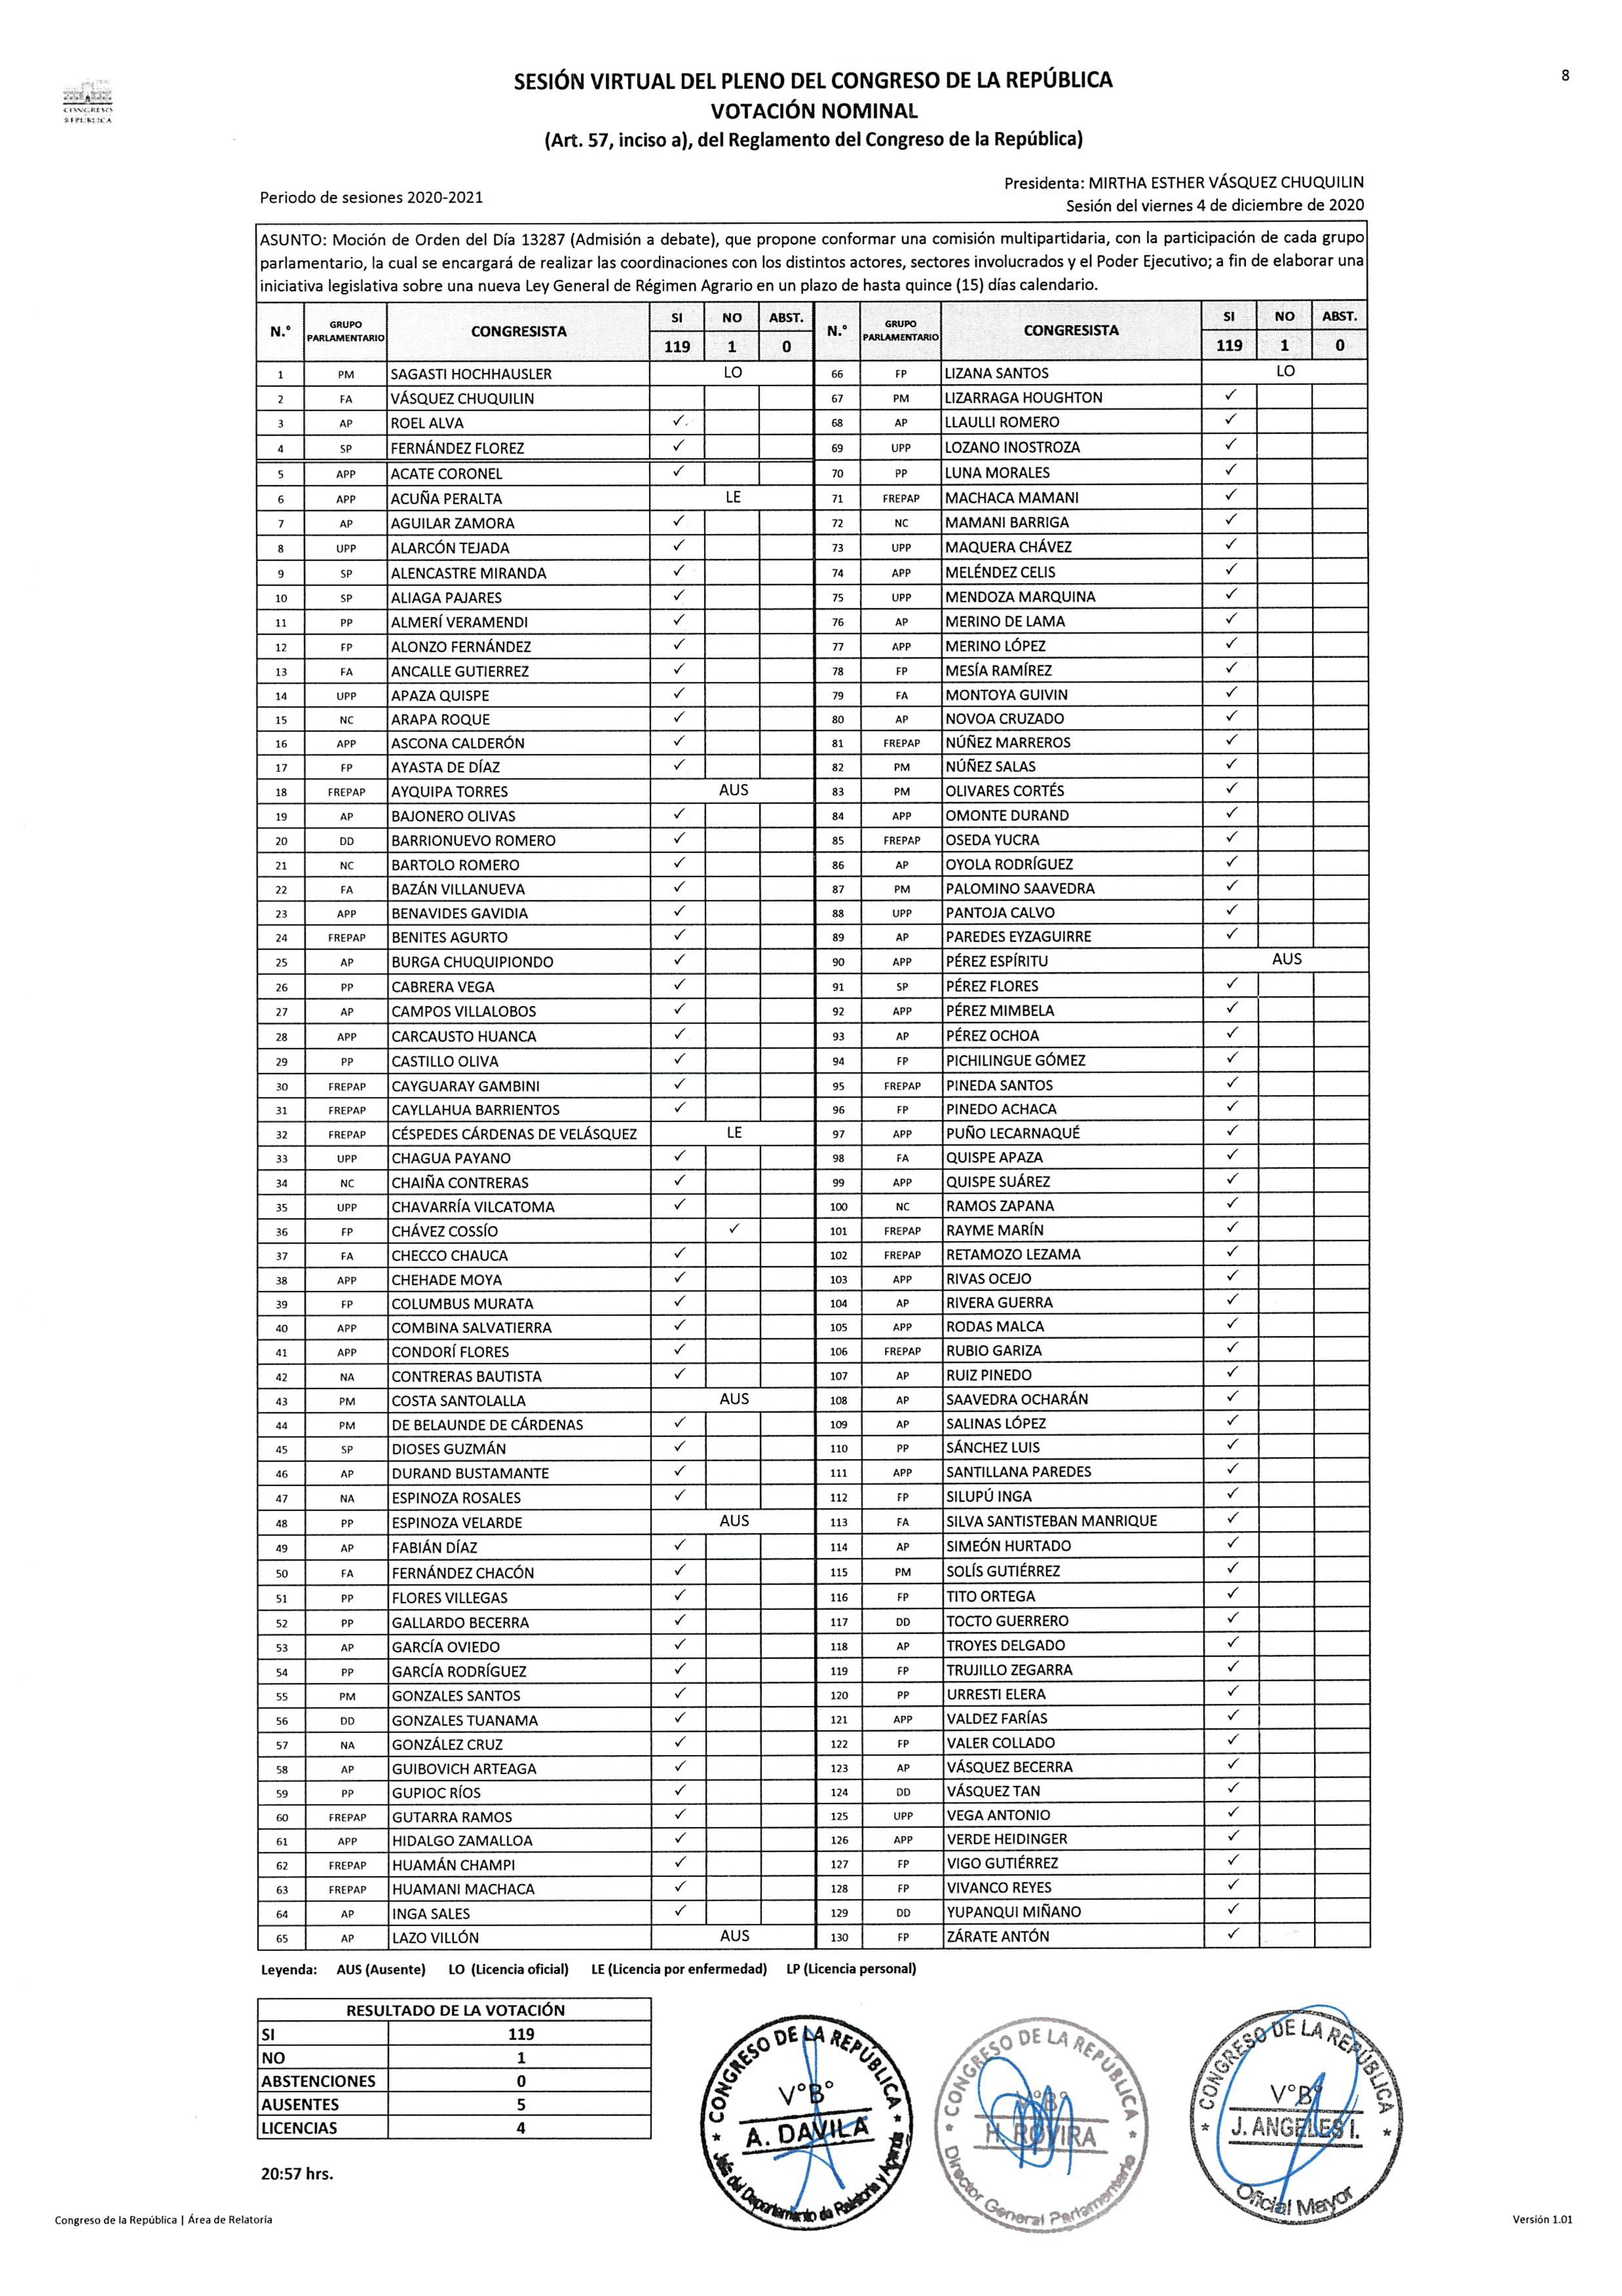 8
CONGRESO
REPÚBLICA
SESIÓN VIRTUAL DEL PLENO DEL CONGRESO DE LA REPÚBLICA
VOTACIÓN NOMINAL
(Art. 57, inciso a), del Reglamento del Congreso de la República)
Periodo de sesiones 2020-2021
Presidenta: MIRTHA ESTHER VÁSQUEZ CHUQUILIN
Sesión del viernes 4 de diciembre de 2020
ASUNTO: Moción de Orden del Día 13287 (Admisión a debate), que propone conformar una comisión multipartidaria, con la participación de cada grupo
parlamentario, la cual se encargará de realizar las coordinaciones con los distintos actores, sectores involucrados y el Poder Ejecutivo; a fin de elaborar una
iniciativa legislativa sobre una nueva Ley General de Régimen Agrario en un plazo de hasta quince (15) días calendario.
N.° GRUPO PARLAMENTARIO CONGRESISTA SI NO ABST. N.° GRUPO PARLAMENTARIO CONGRESISTA SI NO ABST.
119 1 0 119 1 0
1 PM SAGASTI HOCHHAUSLER LO 66 FP LIZANA SANTOS LO
2 FA VÁSQUEZ CHUQUILIN 67 PM LIZARRAGA HOUGHTON ✓
3 AP ROEL ALVA ✓ 68 AP LLAULLI ROMERO ✓
4 SP FERNÁNDEZ FLOREZ ✓ 69 UPP LOZANO INOSTROZA ✓
5 APP ACATE CORONEL ✓ 70 PP LUNA MORALES ✓
6 APP ACUÑA PERALTA LE 71 FREPAP MACHACA MAMANI ✓
7 AP AGUILAR ZAMORA ✓ 72 NC MAMANI BARRIGA ✓
8 UPP ALARCÓN TEJADA ✓ 73 UPP MAQUERA CHÁVEZ ✓
9 SP ALENCASTRE MIRANDA ✓ 74 APP MELÉNDEZ CELIS ✓
10 SP ALIAGA PAJARES ✓ 75 UPP MENDOZA MARQUINA ✓
11 PP ALMERÍ VERAMENDI ✓ 76 AP MERINO DE LAMA ✓
12 FP ALONZO FERNÁNDEZ ✓ 77 APP MERINO LÓPEZ ✓
13 FA ANCALLE GUTIERREZ ✓ 78 FP MESÍA RAMÍREZ ✓
14 UPP APAZA QUISPE ✓ 79 FA MONTOYA GUIVIN ✓
15 NC ARAPA ROQUE ✓ 80 AP NOVOA CRUZADO ✓
16 APP ASCONA CALDERÓN ✓ 81 FREPAP NÚÑEZ MARREROS ✓
17 FP AYASTA DE DÍAZ ✓ 82 PM NÚÑEZ SALAS ✓
18 FREPAP AYQUIPA TORRES AUS 83 PM OLIVARES CORTÉS ✓
19 AP BAJONERO OLIVAS ✓ 84 APP OMONTE DURAND ✓
20 DD BARRIONUEVO ROMERO ✓ 85 FREPAP OSEDA YUCRA ✓
21 NC BARTOLO ROMERO ✓ 86 AP OYOLA RODRÍGUEZ ✓
22 FA BAZÁN VILLANUEVA ✓ 87 PM PALOMINO SAAVEDRA ✓
23 APP BENAVIDES GAVIDIA ✓ 88 UPP PANTOJA CALVO ✓
24 FREPAP BENITES AGURTO ✓ 89 AP PAREDES EYZAGUIRRE ✓
25 AP BURGA CHUQUIPIONDO ✓ 90 APP PÉREZ ESPÍRITU AUS
26 PP CABRERA VEGA ✓ 91 SP PÉREZ FLORES ✓
27 AP CAMPOS VILLALOBOS ✓ 92 APP PÉREZ MIMBELA ✓
28 APP CARCAUSTO HUANCA ✓ 93 AP PÉREZ OCHOA ✓
29 PP CASTILLO OLIVA ✓ 94 FP PICHILINGUE GÓMEZ ✓
30 FREPAP CAYGUARAY GAMBINI ✓ 95 FREPAP PINEDA SANTOS ✓
31 FREPAP CAYLLAHUA BARRIENTOS ✓ 96 FP PINEDO ACHACA ✓
32 FREPAP CÉSPEDES CÁRDENAS DE VELÁSQUEZ LE 97 APP PUÑO LECARNAQUÉ ✓
33 UPP CHAGUA PAYANO ✓ 98 FA QUISPE APAZA ✓
34 NC CHAIÑA CONTRERAS ✓ 99 APP QUISPE SUÁREZ ✓
35 UPP CHAVARRÍA VILCATOMA ✓ 100 NC RAMOS ZAPANA ✓
36 FP CHÁVEZ COSSÍO ✓ 101 FREPAP RAYME MARÍN ✓
37 FA CHECCO CHAUCA ✓ 102 FREPAP RETAMOZO LEZAMA ✓
38 APP CHEHADE MOYA ✓ 103 APP RIVAS OCEJO ✓
39 FP COLUMBUS MURATA ✓ 104 AP RIVERA GUERRA ✓
40 APP COMBINA SALVATIERRA ✓ 105 APP RODAS MALCA ✓
41 APP CONDORÍ FLORES ✓ 106 FREPAP RUBIO GARIZA ✓
42 NA CONTRERAS BAUTISTA ✓ 107 AP RUIZ PINEDO ✓
43 PM COSTA SANTOLALLA AUS 108 AP SAAVEDRA OCHARÁN ✓
44 PM DE BELAUNDE DE CÁRDENAS ✓ 109 AP SALINAS LÓPEZ ✓
45 SP DIOSES GUZMÁN ✓ 110 PP SÁNCHEZ LUIS ✓
46 AP DURAND BUSTAMANTE ✓ 111 APP SANTILLANA PAREDES ✓
47 NA ESPINOZA ROSALES ✓ 112 FP SILUPÚ INGA ✓
48 PP ESPINOZA VELARDE AUS 113 FA SILVA SANTISTEBAN MANRIQUE ✓
49 AP FABIÁN DÍAZ ✓ 114 AP SIMEÓN HURTADO ✓
50 FA FERNÁNDEZ CHACÓN ✓ 115 PM SOLÍS GUTIÉRREZ ✓
51 PP FLORES VILLEGAS ✓ 116 FP TITO ORTEGA ✓
52 PP GALLARDO BECERRA ✓ 117 DD TOCTO GUERRERO ✓
53 AP GARCÍA OVIEDO ✓ 118 AP TROYES DELGADO ✓
54 PP GARCÍA RODRÍGUEZ ✓ 119 FP TRUJILLO ZEGARRA ✓
55 PM GONZALES SANTOS ✓ 120 PP URRESTI ELERA ✓
56 DD GONZALES TUANAMA ✓ 121 APP VALDEZ FARÍAS ✓
57 NA GONZÁLEZ CRUZ ✓ 122 FP VALER COLLADO ✓
58 AP GUIBOVICH ARTEAGA ✓ 123 AP VÁSQUEZ BECERRA ✓
59 PP GUPIOC RÍOS ✓ 124 DD VÁSQUEZ TAN ✓
60 FREPAP GUTARRA RAMOS ✓ 125 UPP VEGA ANTONIO ✓
61 APP HIDALGO ZAMALLOA ✓ 126 APP VERDE HEIDINGER ✓
62 FREPAP HUAMÁN CHAMPI ✓ 127 FP VIGO GUTIÉRREZ ✓
63 FREPAP HUAMANI MACHACA ✓ 128 FP VIVANCO REYES ✓
64 AP INGA SALES ✓ 129 DD YUPANQUI MIÑANO ✓
65 AP LAZO VILLÓN AUS 130 FP ZÁRATE ANTÓN ✓
Leyenda: AUS (Ausente) LO (Licencia oficial) LE (Licencia por enfermedad) LP (Licencia personal)
RESULTADO DE LA VOTACIÓN
SI 119
NO 1
ABSTENCIONES 0
AUSENTES 5
LICENCIAS 4
20:57 hrs.
CONGRESO DE LA REPÚBLICA
V°B°
A. DAVILA
Jefa del Departamento de Relatoría y Agenda
CONGRESO DE LA REPÚBLICA
V°B°
H. ROVIRA
Director General Parlamentario
CONGRESO DE LA REPÚBLICA
V°B°
J. ANGELES I.
Oficial Mayor
Congreso de la República | Área de Relatoría
Versión 1.01